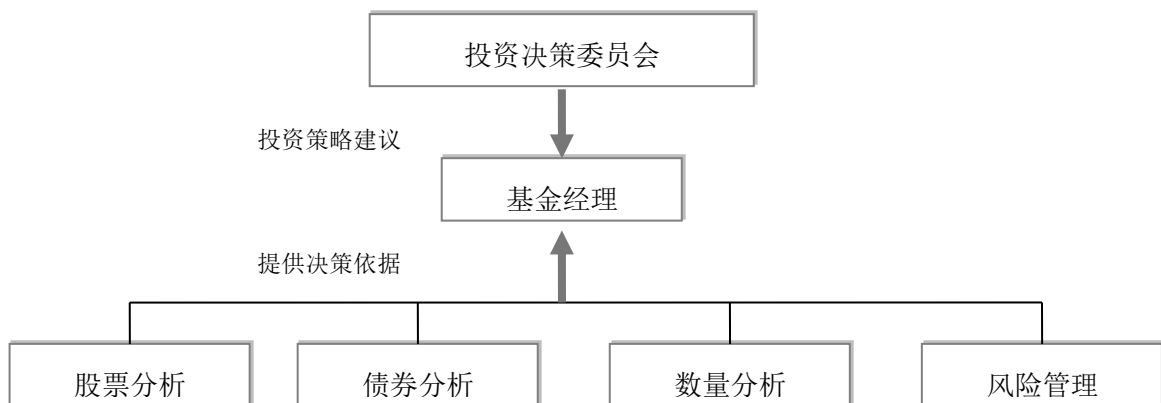 投资决策委员会
投资策略建议
基金经理
提供决策依据
股票分析
债券分析
数量分析
风险管理